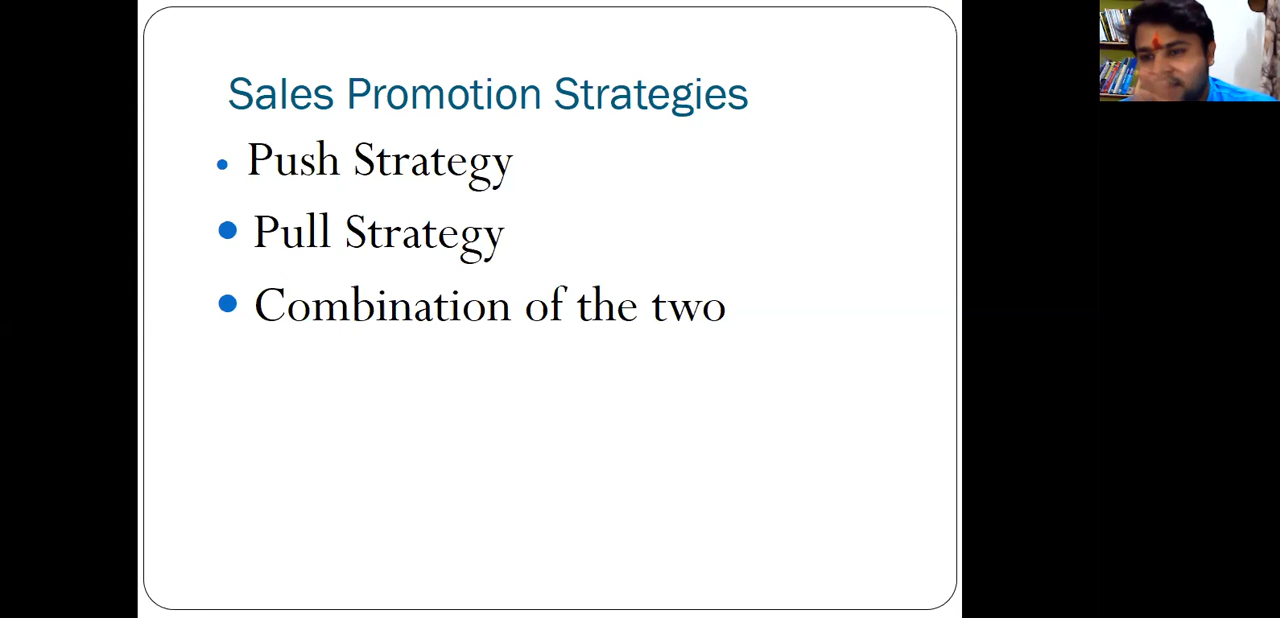 Sales Promotion Strategies
• Push Strategy
• Pull Strategy
• Combination of the two